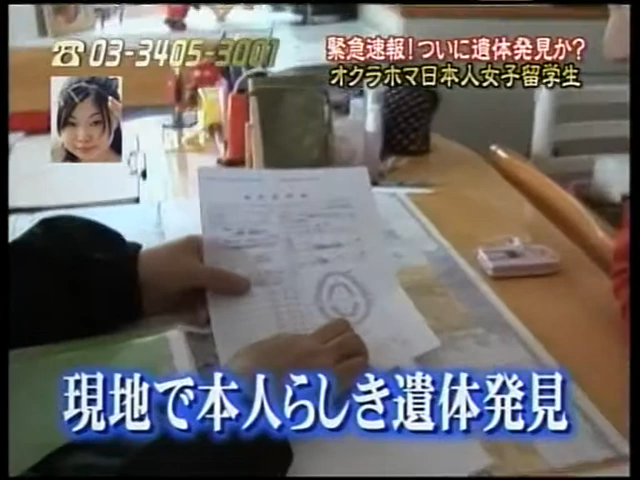 ☎03-3405-3001
緊急速報!ついに遺体発見か?
オクラホマ日本人女子留学生
現地で本人らしき遺体発見